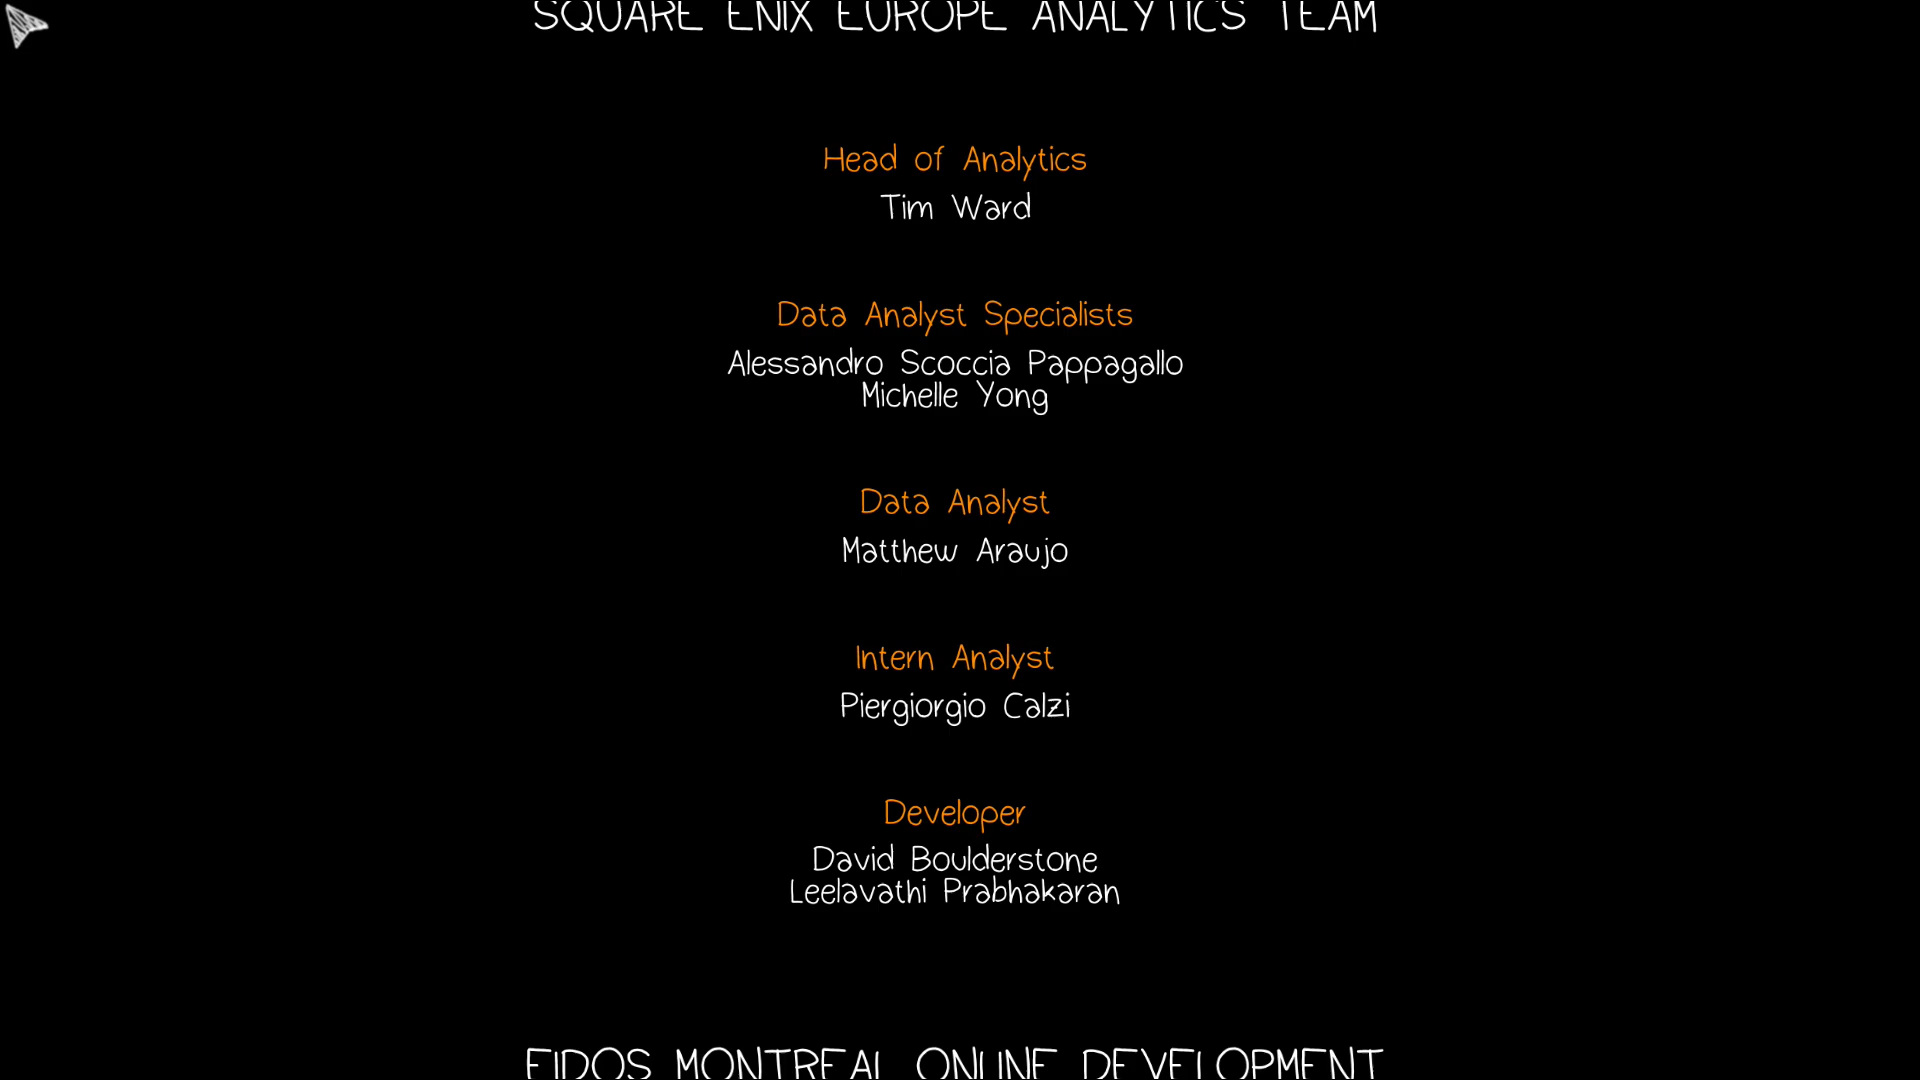 SQUARE ENIX EUROPE ANALYTICS TEAM
Head of Analytics
Tim Ward
Data Analyst Specialists
Alessandro Scoccia Pappagallo
Michelle Yong
Data Analyst
Matthew Araujo
Intern Analyst
Piergiorgio Calzi
Developer
David Boulderstone
Leelavathi Prabhakaran
EIDOS MONTREAL ONLINE DEVELOPMENT